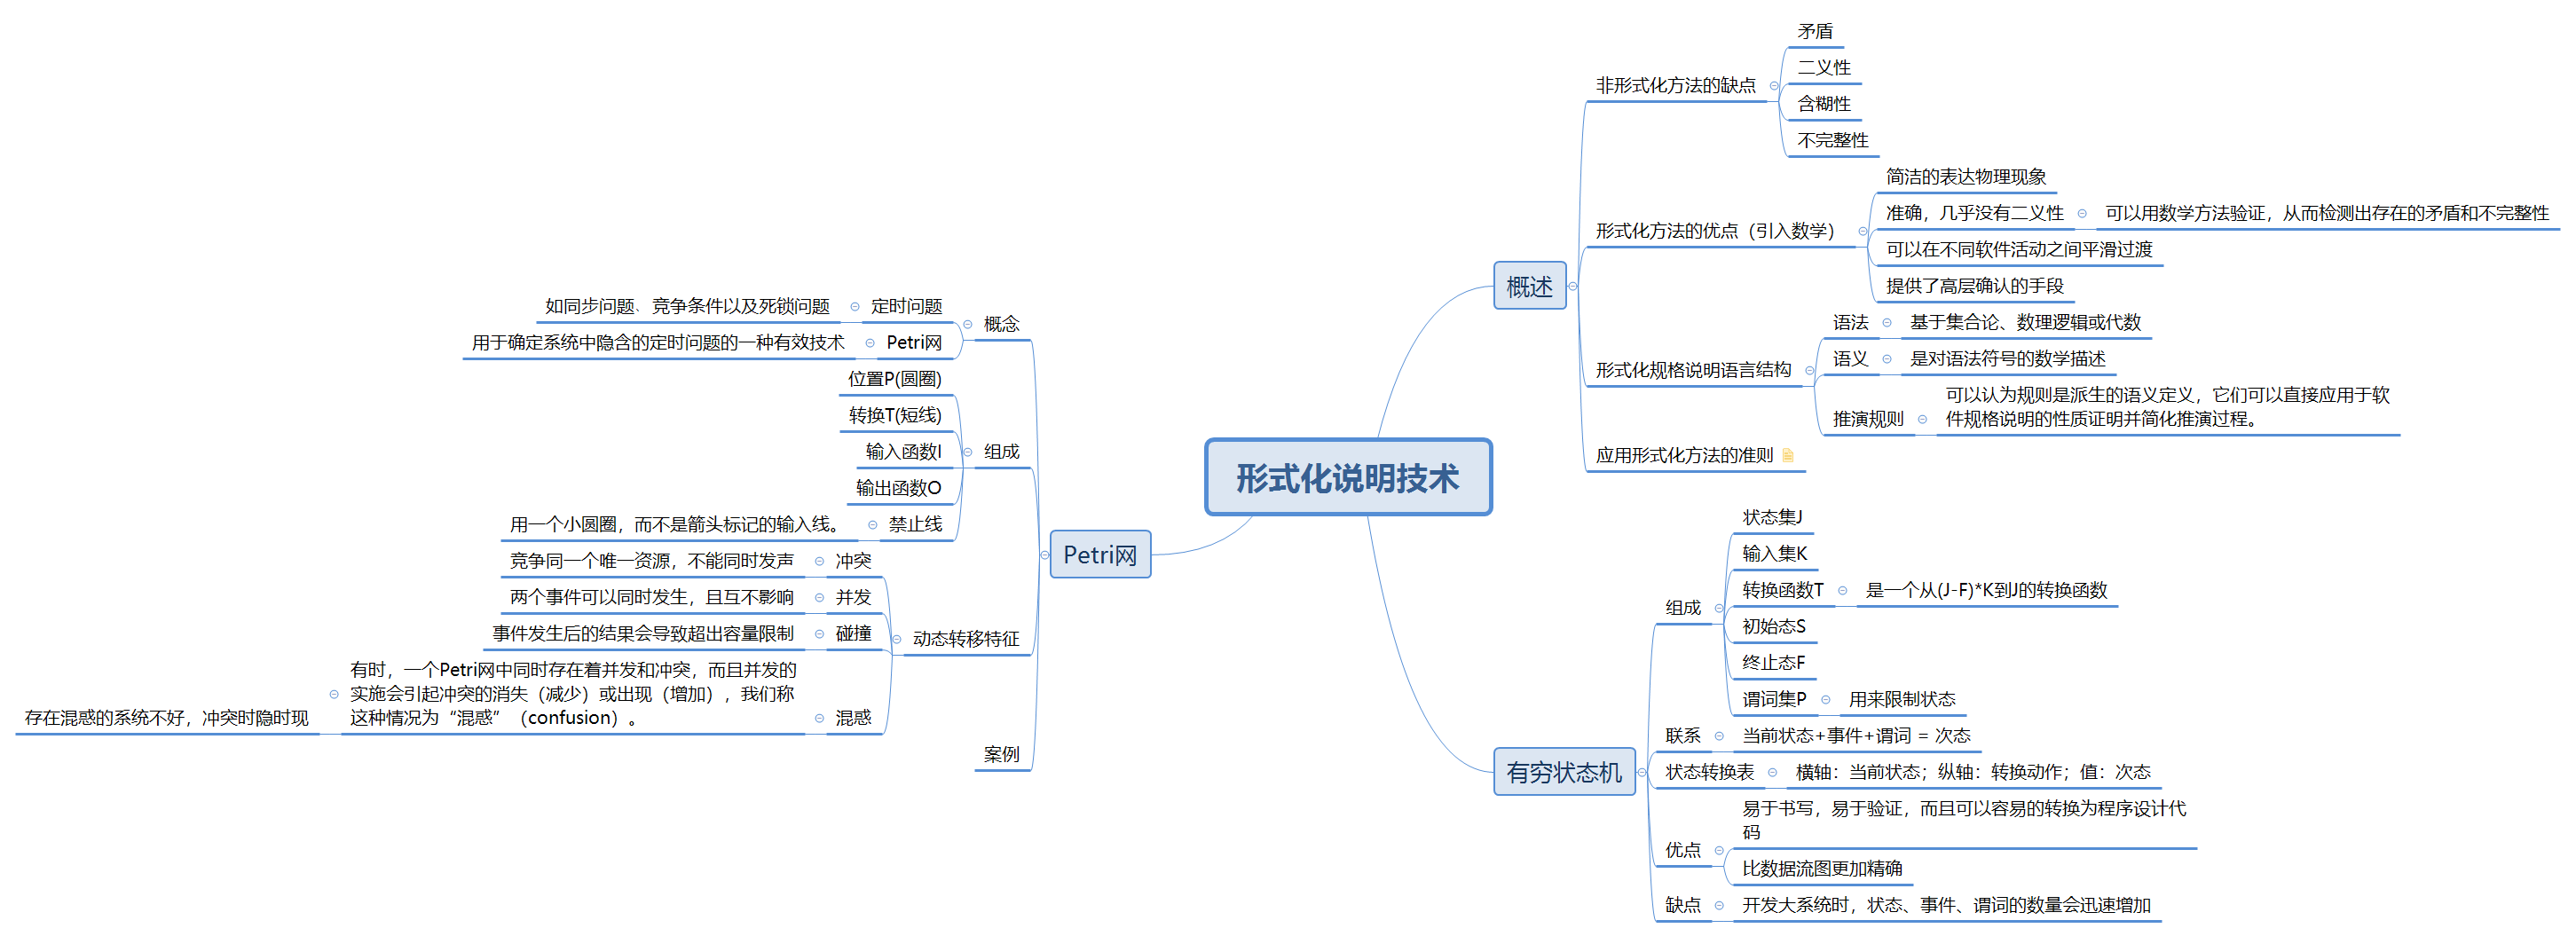 形式化说明技术
概述
非形式化方法的缺点
矛盾
二义性
含糊性
不完整性
形式化方法的优点（引入数学）
简洁的表达物理现象
准确，几乎没有二义性
可以用数学方法验证，从而检测出存在的矛盾和不完整性
可以在不同软件活动之间平滑过渡
提供了高层确认的手段
形式化规格说明语言结构
语法
基于集合论、数理逻辑或代数
语义
是对语法符号的数学描述
推演规则
可以认为规则是派生的语义定义，它们可以直接应用于软
件规格说明的性质证明并简化推演过程。
应用形式化方法的准则
有穷状态机
组成
状态集J
输入集K
转换函数T
是一个从(J-F)*K到J的转换函数
初始态S
终止态F
谓词集P
用来限制状态
联系
当前状态+事件+谓词 = 次态
状态转换表
横轴：当前状态；纵轴：转换动作；值：次态
优点
易于书写，易于验证，而且可以容易的转换为程序设计代
码
比数据流图更加精确
缺点
开发大系统时，状态、事件、谓词的数量会迅速增加
Petri网
概念
定时问题
如同步问题、竞争条件以及死锁问题
Petri网
用于确定系统中隐含的定时问题的一种有效技术
组成
位置P(圆圈)
转换T(短线)
输入函数I
输出函数O
禁止线
用一个小圆圈，而不是箭头标记的输入线。
动态转移特征
冲突
竞争同一个唯一资源，不能同时发声
并发
两个事件可以同时发生，且互不影响
碰撞
事件发生后的结果会导致超出容量限制
混惑
有时，一个Petri网中同时存在着并发和冲突，而且并发的
实施会引起冲突的消失（减少）或出现（增加），我们称
这种情况为“混惑”（confusion）。
存在混惑的系统不好，冲突时隐时现
案例